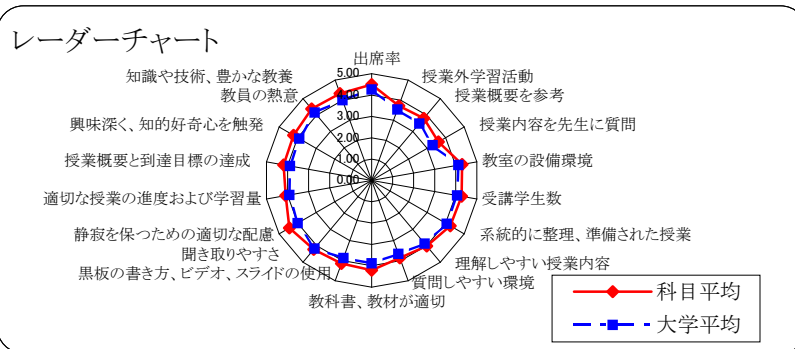 レーダーチャート
出席率
授業外学習活動
授業概要を参考
授業内容を先生に質問
教室の設備環境
受講学生数
系統的に整理、準備された授業
理解しやすい授業内容
質問しやすい環境
教科書、教材が適切
黒板の書き方、ビデオ、スライドの使用
聞き取りやすさ
静寂を保つための適切な配慮
適切な授業の進度および学習量
授業概要と到達目標の達成
興味深く、知的好奇心を触発
教員の熱意
知識や技術、豊かな教養
5.00
4.00
3.00
2.00
1.00
0.00
科目平均
大学平均